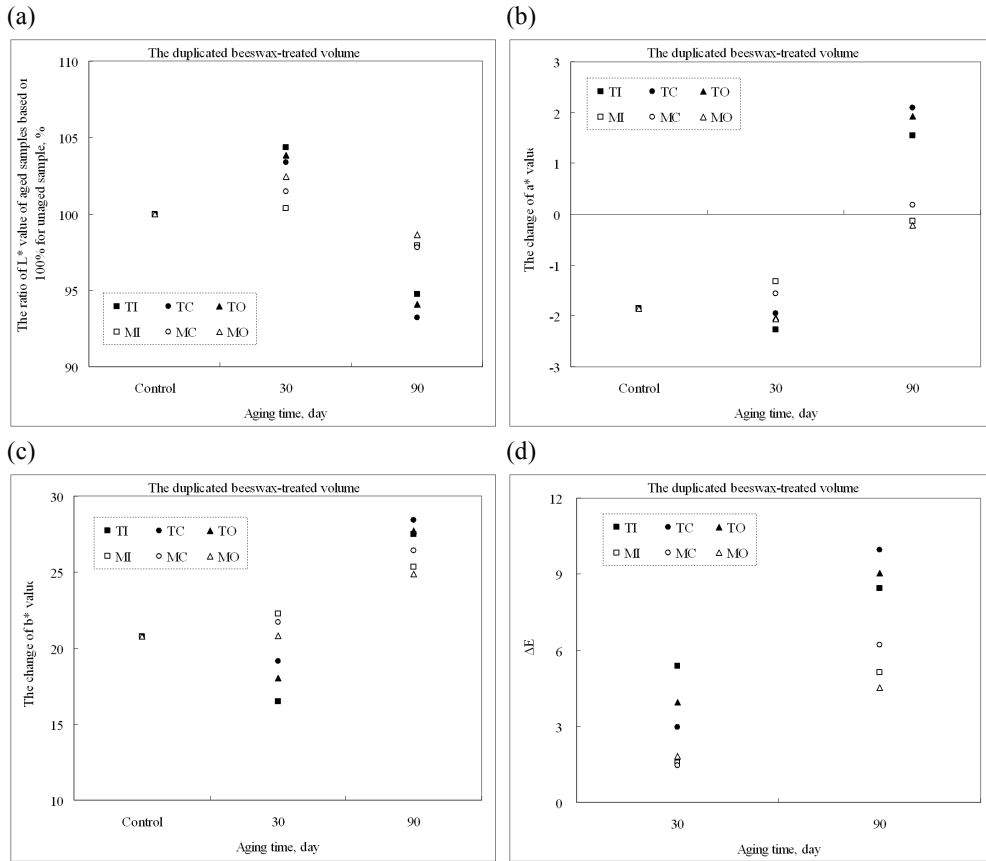 (a)
The duplicated beeswax-treated volume
The ratio of L* value of aged samples based on
100% for unaged sample, %
110
105
100
95
90
TI TC TO
MI MC MO
Control 30 90
Aging time, day
(b)
The duplicated beeswax-treated volume
The change of a* value
3
2
1
0
-1
-2
-3
TI TC TO
MI MC MO
Control 30 90
Aging time, day
(c)
The duplicated beeswax-treated volume
The change of b* value
30
25
20
15
10
TI TC TO
MI MC MO
Control 30 90
Aging time, day
(d)
The duplicated beeswax-treated volume
ΔE
12
9
6
3
0
TI TC TO
MI MC MO
30 90
Aging time, day